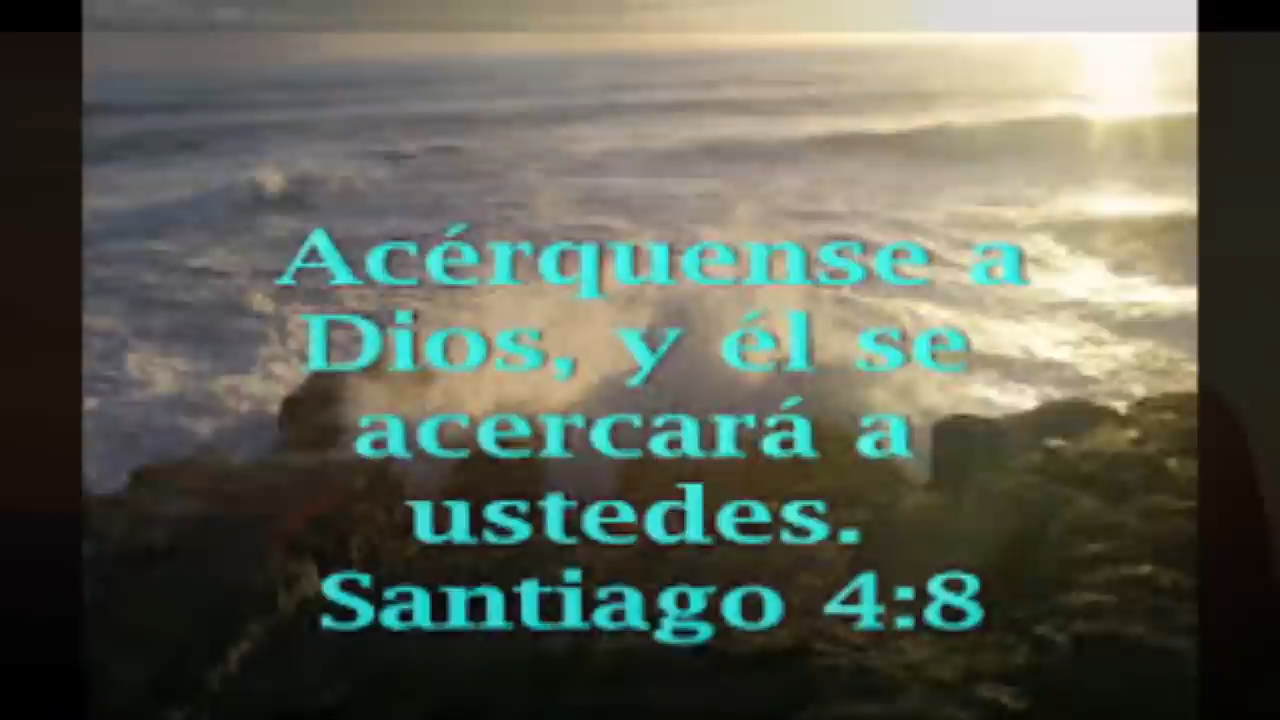 Acérquense a
Dios, y él se
acercará a
ustedes.
Santiago 4:8